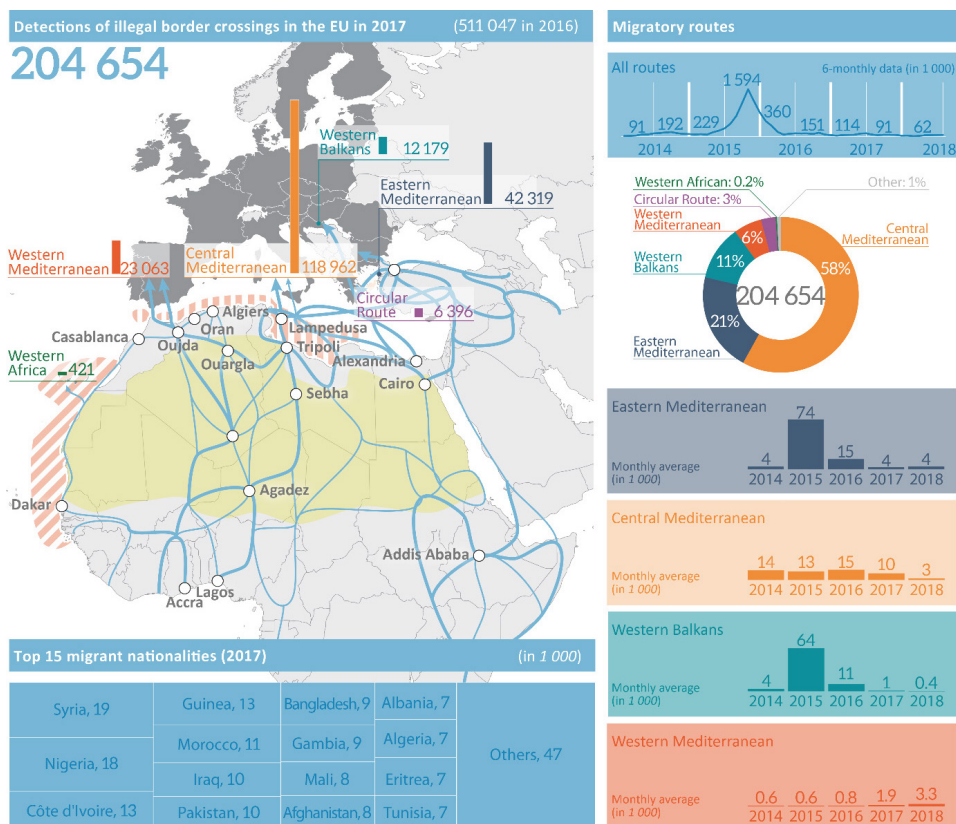 Detections of illegal border crossings in the EU in 2017 (511 047 in 2016)
204 654
Western
Balkans 12 179
Eastern
Mediterranean 42 319
Western
Mediterranean 23 063
Central
Mediterranean 118 962
Circular
Route 6 396
Western
Africa 421
Casablanca
Oujda
Oran
Algiers
Ouargla
Lampedusa
Tripoli
Alexandria
Cairo
Sebha
Agadez
Dakar
Addis Ababa
Accra
Lagos
Top 15 migrant nationalities (2017) (in 1 000)
Syria, 19
Nigeria, 18
Côte d'Ivoire, 13
Guinea, 13
Morocco, 11
Iraq, 10
Pakistan, 10
Bangladesh, 9
Gambia, 9
Mali, 8
Afghanistan, 8
Albania, 7
Algeria, 7
Eritrea, 7
Tunisia, 7
Others, 47
Migratory routes
All routes 6-monthly data (in 1 000)
91 192 229 1 594 360 151 114 91 62
2014 2015 2016 2017 2018
Western African: 0.2%
Other: 1%
Circular Route: 3%
Western
Mediterranean
6%
Central
Mediterranean
58%
Western
Balkans
11%
204 654
21%
Eastern
Mediterranean
Eastern Mediterranean
4 74 15 4 4
Monthly average
(in 1 000)
2014 2015 2016 2017 2018
Central Mediterranean
14 13 15 10 3
Monthly average
(in 1 000)
2014 2015 2016 2017 2018
Western Balkans
4 64 11 1 0.4
Monthly average
(in 1 000)
2014 2015 2016 2017 2018
Western Mediterranean
0.6 0.6 0.8 1.9 3.3
Monthly average
(in 1 000)
2014 2015 2016 2017 2018